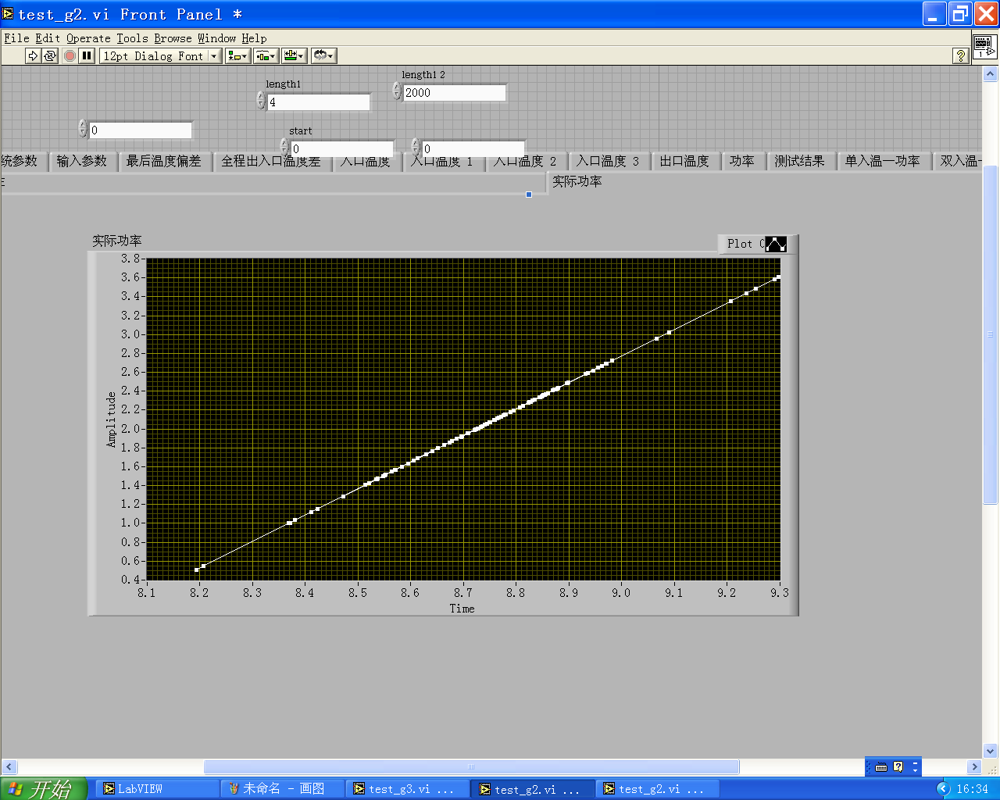 test_g2.vi Front Panel *
File Edit Operate Tools Browse Window Help
12pt Dialog Font
?
1
length1
4
length1 2
2000
0
start
0
0
统参数 输入参数 最后温度偏差 全程出入口温度差 入口温度 入口温度 1 入口温度 2 入口温度 3 出口温度 功率 测试结果 单入温一功率 双入温一
实际功率
实际功率
Plot 0
3.8
3.6
3.4
3.2
3.0
2.8
2.6
2.4
2.2
2.0
1.8
1.6
1.4
1.2
1.0
0.8
0.6
0.4
Amplitude
8.1 8.2 8.3 8.4 8.5 8.6 8.7 8.8 8.9 9.0 9.1 9.2 9.3
Time
开始 LabVIEW 未命名 - 画图 test_g3.vi ... test_g2.vi ... test_g2.vi ... 16:34